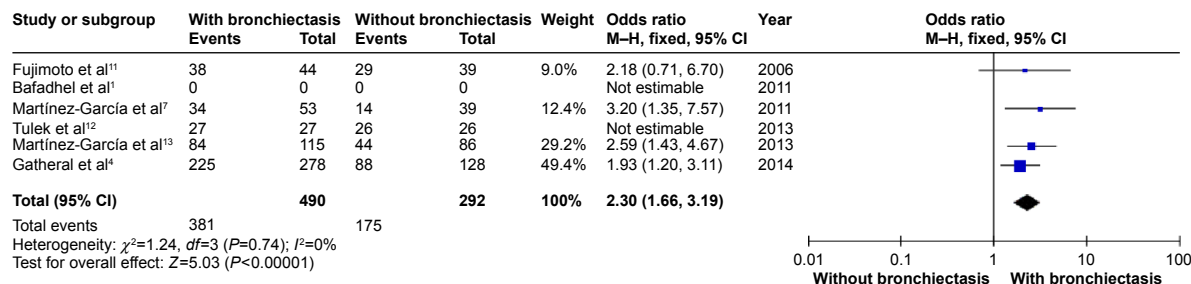 Study or subgroup With bronchiectasis Without bronchiectasis Weight Odds ratio Year Odds ratio
Events Total Events Total M–H, fixed, 95% CI M–H, fixed, 95% CI
Fujimoto et al¹¹ 38 44 29 39 9.0% 2.18 (0.71, 6.70) 2006
Bafadhel et al¹ 0 0 0 0 Not estimable 2011
Martínez-García et al⁷ 34 53 14 39 12.4% 3.20 (1.35, 7.57) 2011
Tulek et al¹² 27 27 26 26 Not estimable 2013
Martínez-García et al¹³ 84 115 44 86 29.2% 2.59 (1.43, 4.67) 2013
Gatheral et al⁴ 225 278 88 128 49.4% 1.93 (1.20, 3.11) 2014
Total (95% CI) 490 292 100% 2.30 (1.66, 3.19)
Total events 381 175
Heterogeneity: χ²=1.24, df=3 (P=0.74); I²=0%
Test for overall effect: Z=5.03 (P<0.00001)
0.01 0.1 1 10 100
Without bronchiectasis With bronchiectasis